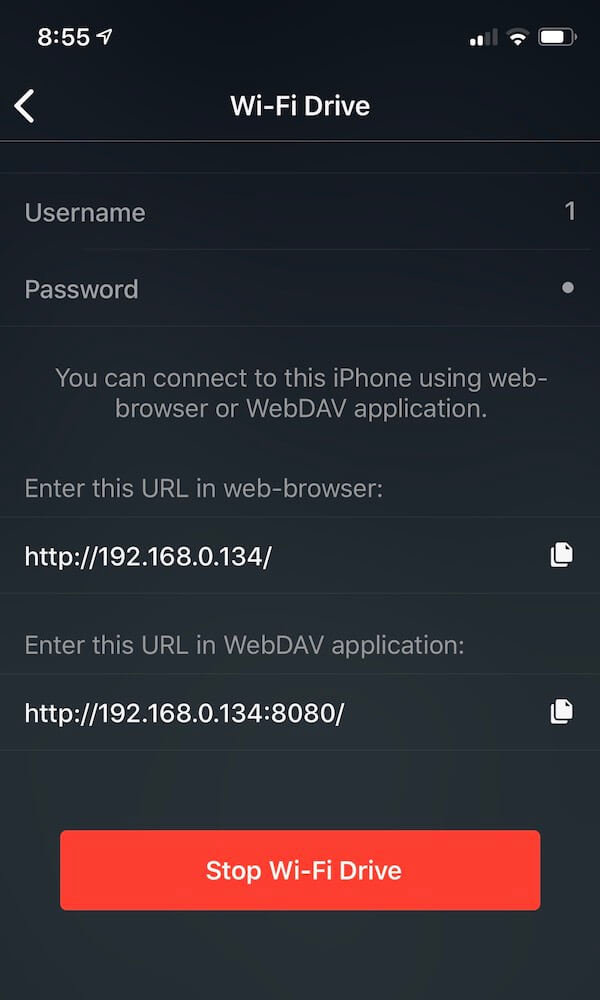 8:55
Wi-Fi Drive
Username 1
Password •
You can connect to this iPhone using web-
browser or WebDAV application.
Enter this URL in web-browser:
http://192.168.0.134/
Enter this URL in WebDAV application:
http://192.168.0.134:8080/
Stop Wi-Fi Drive